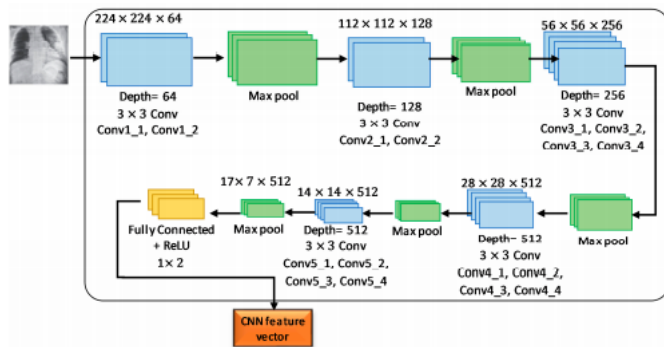 224 × 224 × 64
Depth= 64
3 × 3 Conv
Conv1_1, Conv1_2
Max pool
112 × 112 × 128
Depth= 128
3 × 3 Conv
Conv2_1, Conv2_2
Max pool
56 × 56 × 256
Depth= 256
3 × 3 Conv
Conv3_1, Conv3_2,
Conv3_3, Conv3_4
Max pool
28 × 28 × 512
Depth= 512
3 × 3 Conv
Conv4_1, Conv4_2,
Conv4_3, Conv4_4
Max pool
14 × 14 × 512
Depth= 512
3 × 3 Conv
Conv5_1, Conv5_2,
Conv5_3, Conv5_4
17× 7 × 512
Max pool
Fully Connected
+ ReLU
1× 2
CNN feature
vector